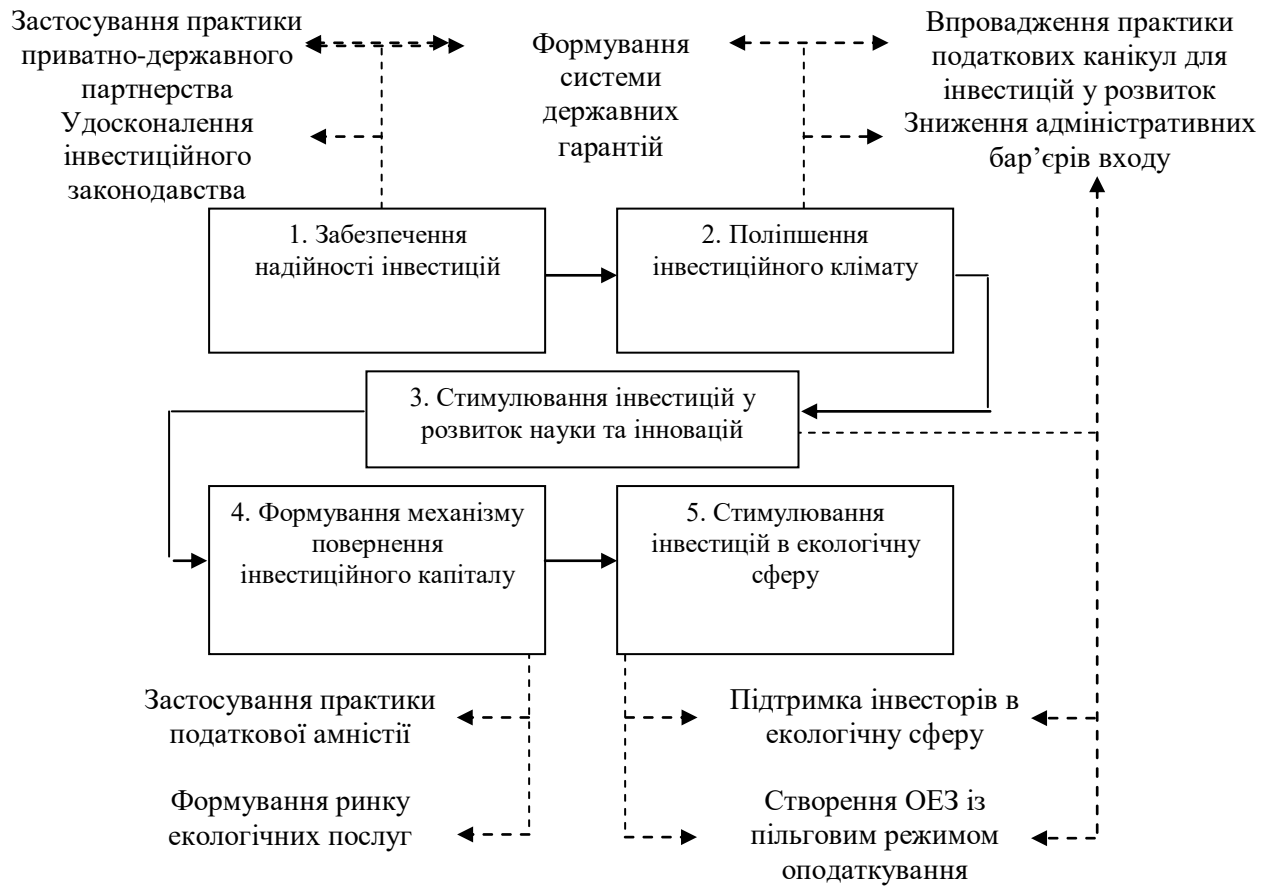 Застосування практики
приватно-державного
партнерства
Удосконалення
інвестиційного
законодавства
Формування
системи
державних
гарантій
Впровадження практики
податкових канікул для
інвестицій у розвиток
Зниження адміністративних
бар’єрів входу
1. Забезпечення
надійності інвестицій
2. Поліпшення
інвестиційного клімату
3. Стимулювання інвестицій у
розвиток науки та інновацій
4. Формування механізму
повернення
інвестиційного капіталу
5. Стимулювання
інвестицій в екологічну
сферу
Застосування практики
податкової амністії
Підтримка інвесторів в
екологічну сферу
Формування ринку
екологічних послуг
Створення ОЕЗ із
пільговим режимом
оподаткування